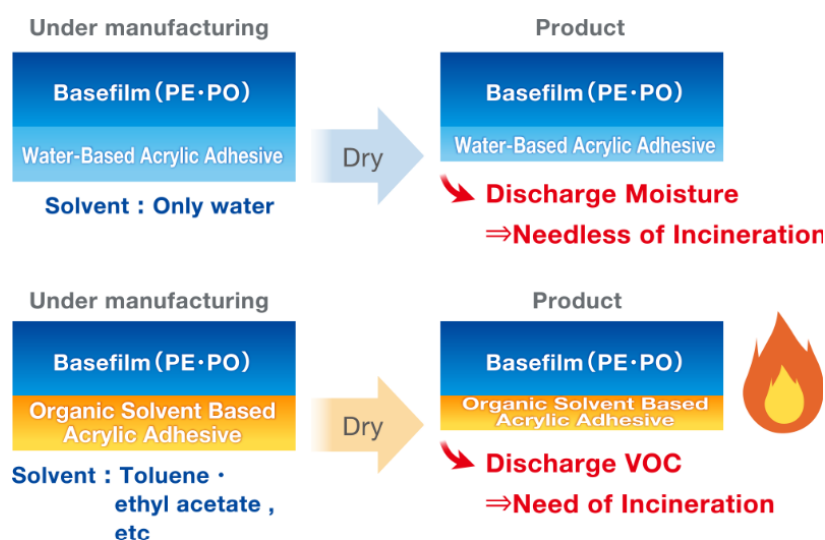 Under manufacturing
Product
Basefilm(PE・PO)
Basefilm(PE・PO)
Water-Based Acrylic Adhesive
Dry
Water-Based Acrylic Adhesive
Solvent : Only water
Discharge Moisture
⇒Needless of Incineration
Under manufacturing
Product
Basefilm(PE・PO)
Basefilm(PE・PO)
Organic Solvent Based
Acrylic Adhesive
Dry
Organic Solvent Based
Acrylic Adhesive
Solvent : Toluene・
ethyl acetate ,
etc
Discharge VOC
⇒Need of Incineration